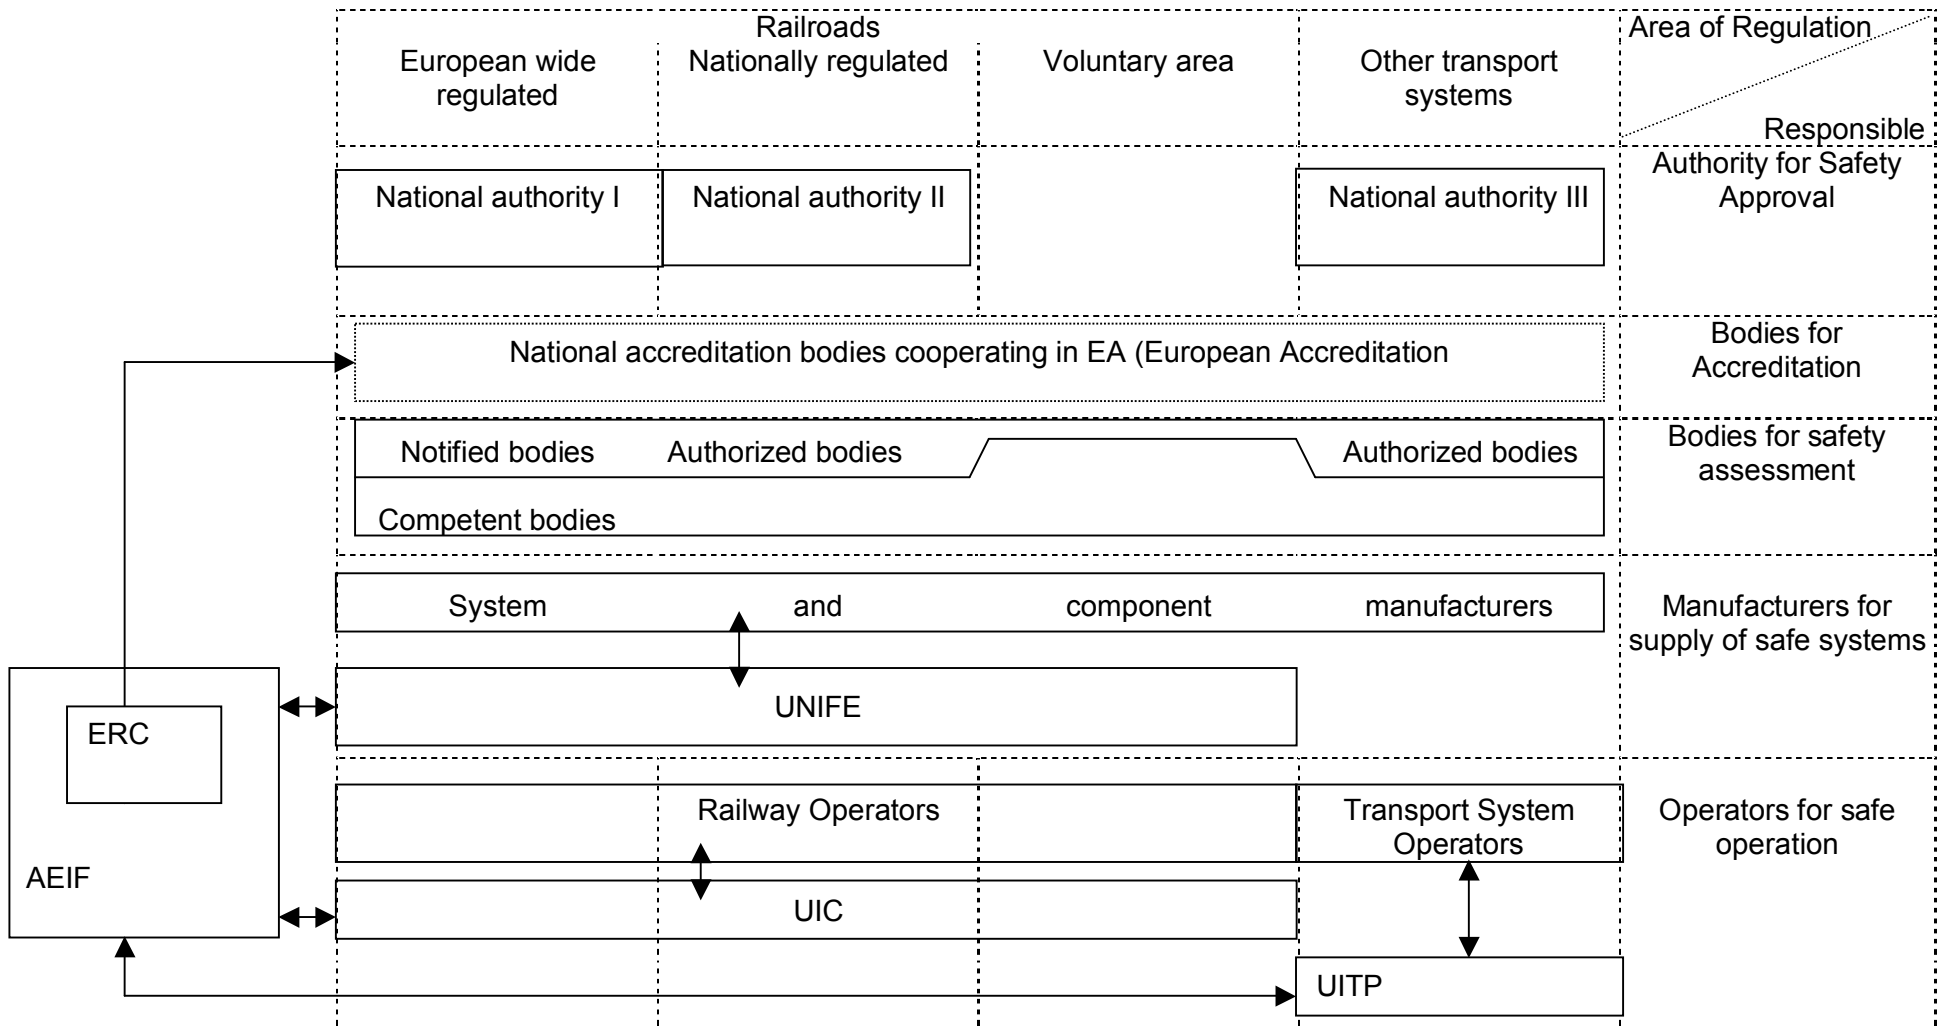 Railroads
Area of Regulation
European wide
regulated
Nationally regulated
Voluntary area
Other transport
systems
Responsible
National authority I
National authority II
National authority III
Authority for Safety
Approval
National accreditation bodies cooperating in EA (European Accreditation
Bodies for
Accreditation
Notified bodies
Authorized bodies
Authorized bodies
Competent bodies
Bodies for safety
assessment
System and component manufacturers
Manufacturers for
supply of safe systems
UNIFE
ERC
AEIF
Railway Operators
Transport System
Operators
Operators for safe
operation
UIC
UITP